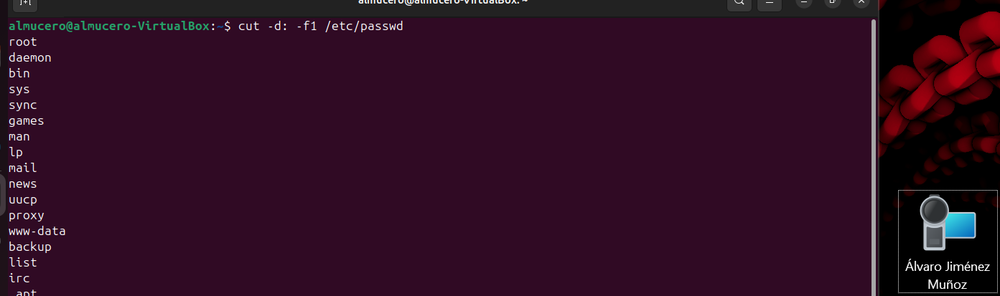 almucero@almucero-VirtualBox: ~
almucero@almucero-VirtualBox:~$ cut -d: -f1 /etc/passwd
root
daemon
bin
sys
sync
games
man
lp
mail
news
uucp
proxy
www-data
backup
list
irc
_apt
Álvaro Jiménez
Muñoz